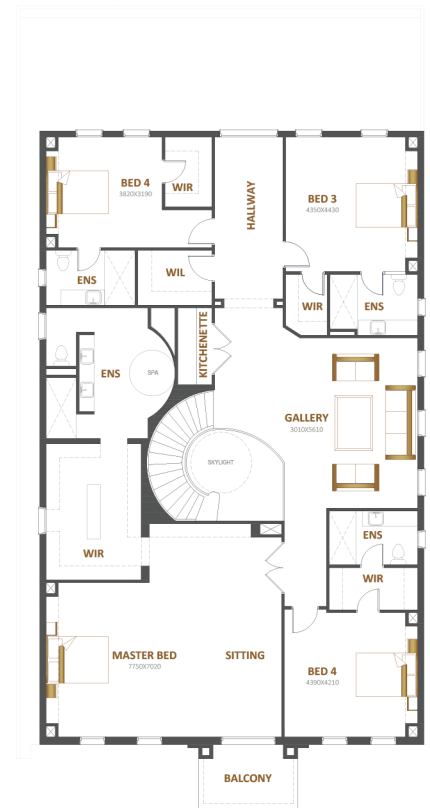 BED 4
3820X3190
WIR
HALLWAY
BED 3
4350X4430
ENS
WIL
WIR
ENS
KITCHENETTE
ENS
SPA
GALLERY
3010X5610
SKYLIGHT
WIR
ENS
WIR
MASTER BED
7750X7020
SITTING
BED 4
4390X4210
BALCONY